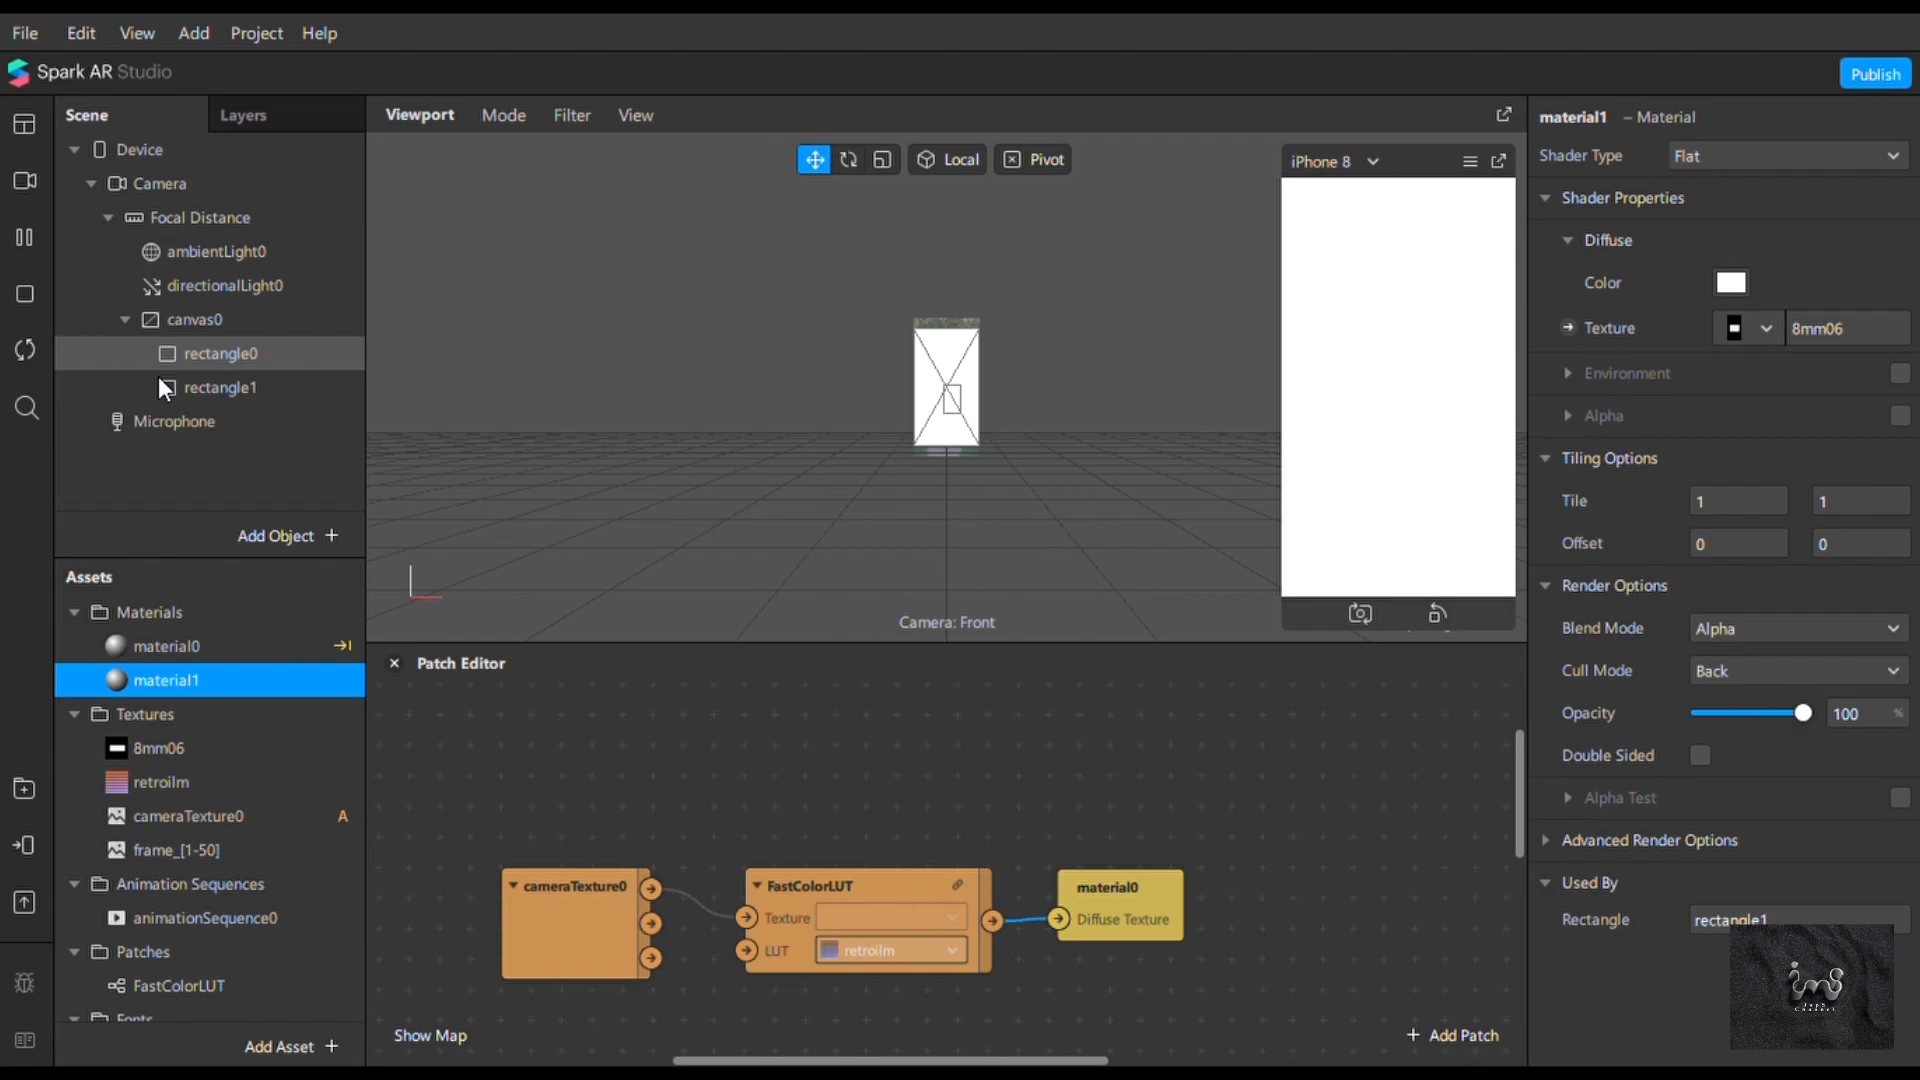 File Edit View Add Project Help
Spark AR Studio
Publish
Scene
Layers
Device
Camera
Focal Distance
ambientLight0
directionalLight0
canvas0
rectangle0
rectangle1
Microphone
Add Object +
Assets
Materials
material0
material1
Textures
8mm06
retroilm
cameraTexture0 A
frame_[1-50]
Animation Sequences
animationSequence0
Patches
FastColorLUT
Fonts
Add Asset +
Viewport Mode Filter View
Local
Pivot
iPhone 8
Camera: Front
Patch Editor
cameraTexture0
FastColorLUT
Texture
LUT retroilm
material0
Diffuse Texture
Show Map
+ Add Patch
material1 – Material
Shader Type Flat
Shader Properties
Diffuse
Color
Texture 8mm06
Environment
Alpha
Tiling Options
Tile 1 1
Offset 0 0
Render Options
Blend Mode Alpha
Cull Mode Back
Opacity 100 %
Double Sided
Alpha Test
Advanced Render Options
Used By
Rectangle rectangle1